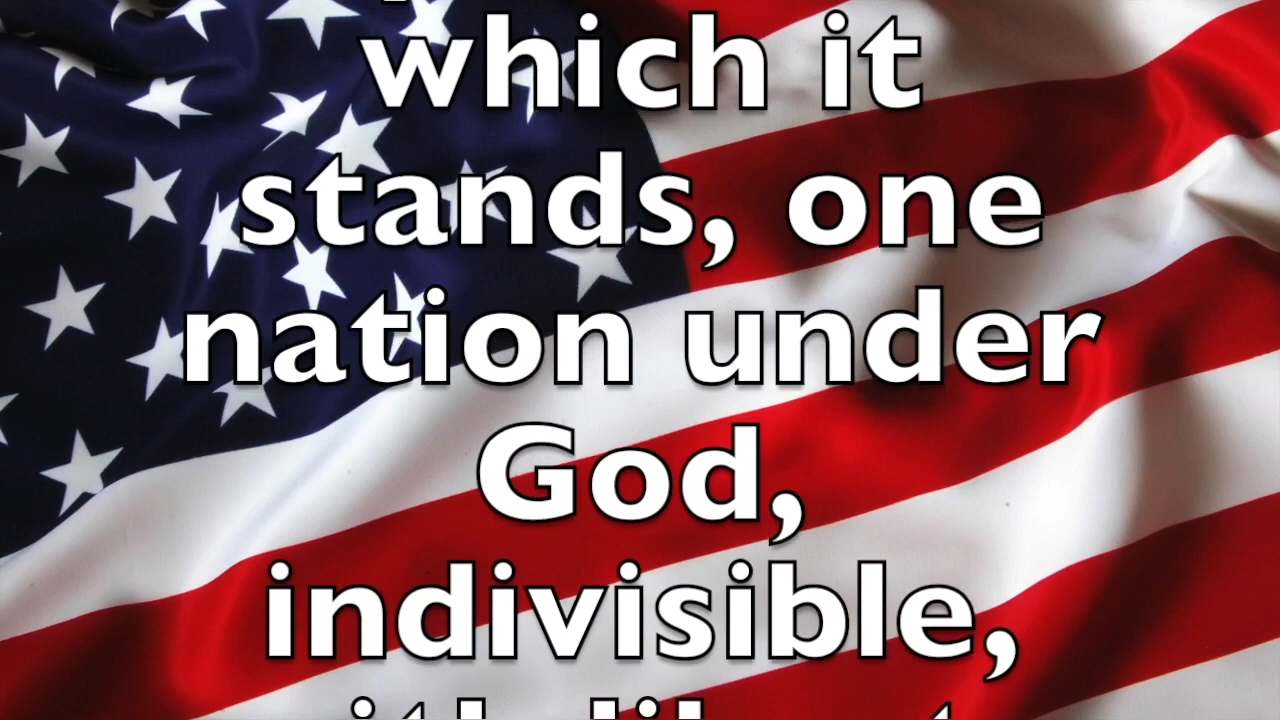 which it
stands, one
nation under
God,
indivisible,